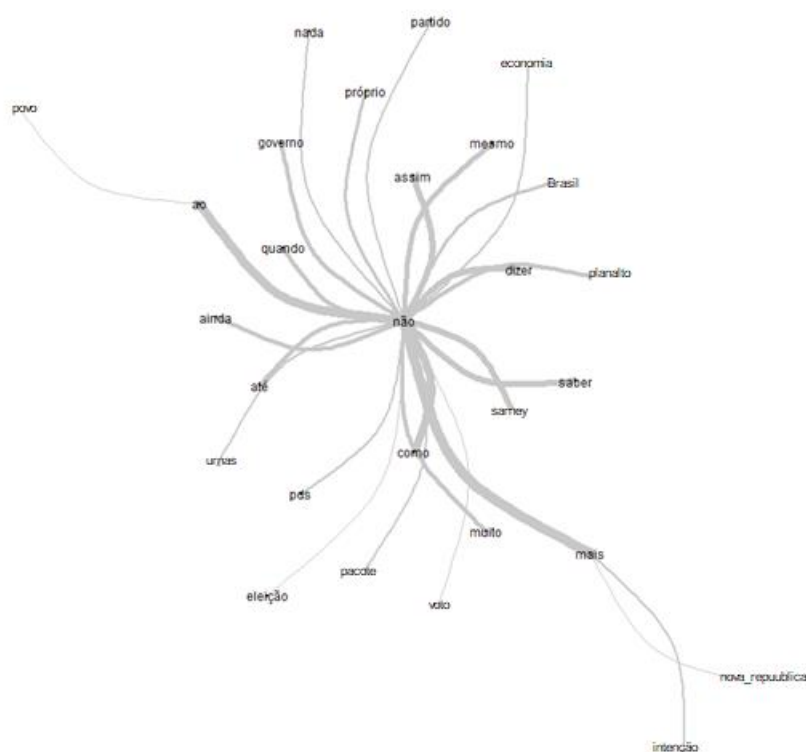 partido
nada
economia
próprio
povo
governo
mesmo
assim
Brasil
ao
quando
dizer
planalto
ainda
não
até
saber
sarney
como
urnas
pds
muito
mais
pacote
eleição
voto
nova_repuublica
intenção